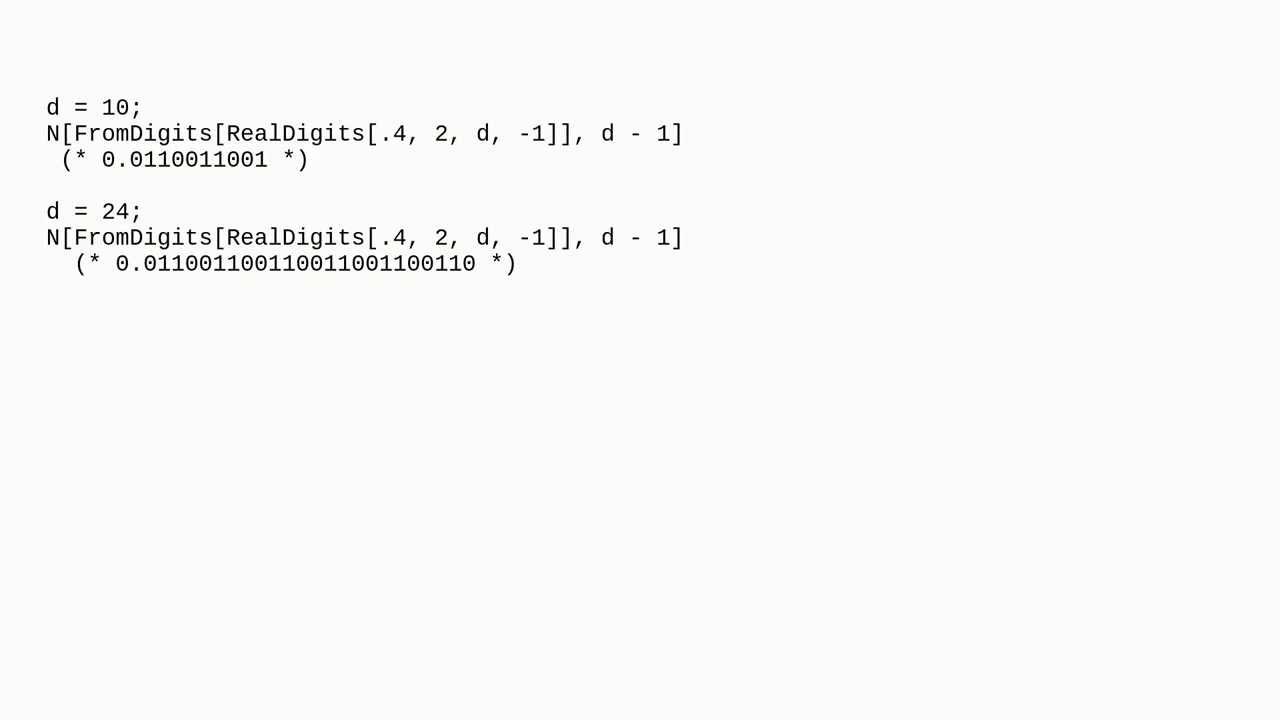 d = 10;
N[FromDigits[RealDigits[.4, 2, d, -1]], d - 1]
(* 0.0110011001 *)
d = 24;
N[FromDigits[RealDigits[.4, 2, d, -1]], d - 1]
(* 0.011001100110011001100110 *)